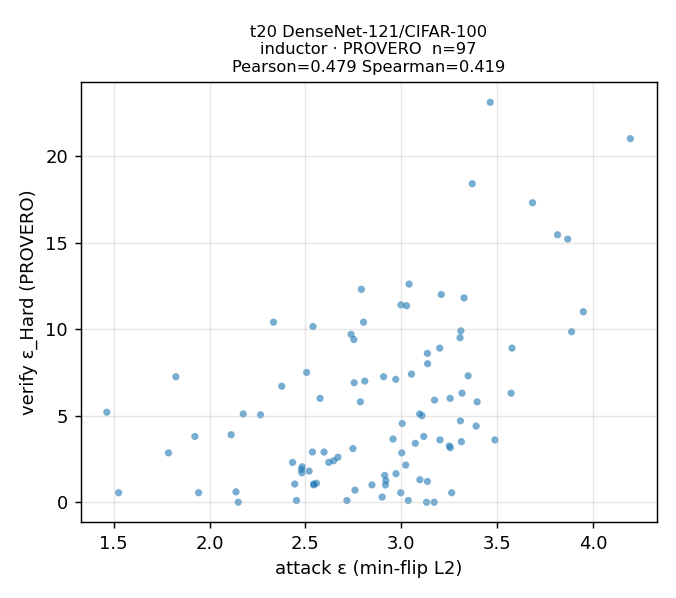 t20 DenseNet-121/CIFAR-100
inductor · PROVERO  n=97
Pearson=0.479 Spearman=0.419
verify ε_Hard (PROVERO)
20
15
10
5
0
1.5
2.0
2.5
3.0
3.5
4.0
attack ε (min-flip L2)